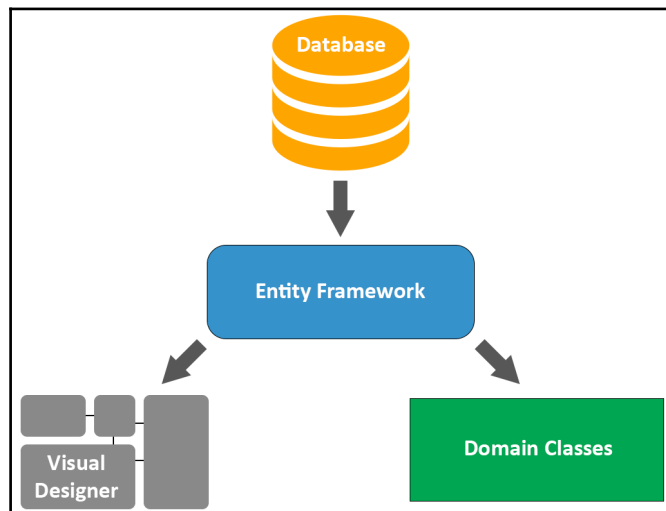 Database
Entity Framework
Visual
Designer
Domain Classes